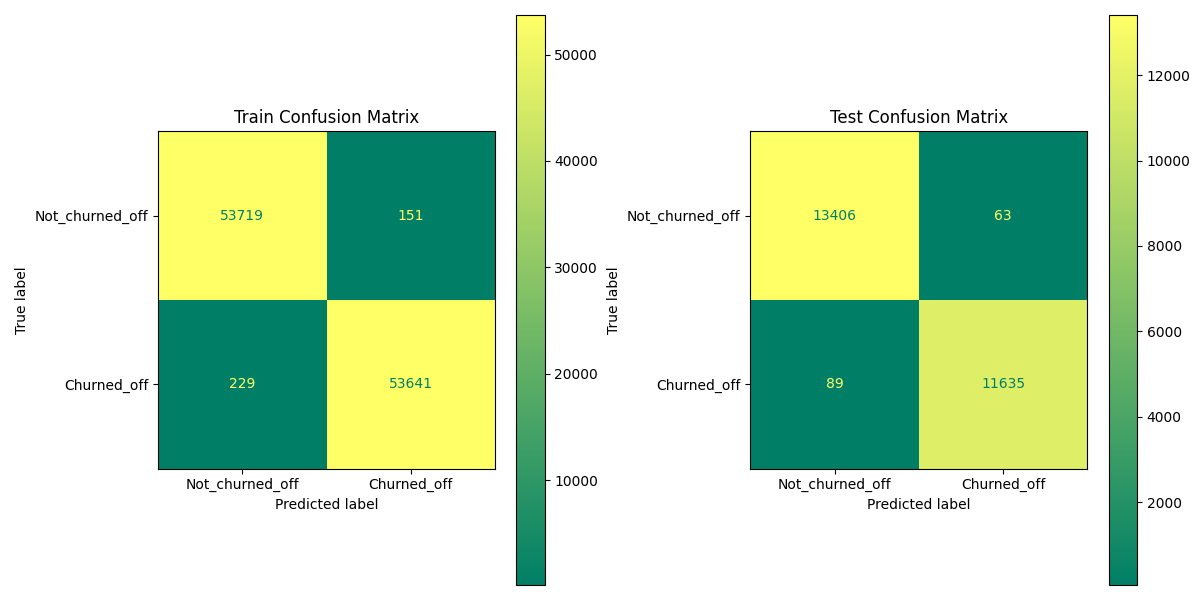 Train Confusion Matrix
True label
Not_churned_off
Churned_off
53719 151
229 53641
Not_churned_off Churned_off
Predicted label
50000
40000
30000
20000
10000
Test Confusion Matrix
True label
Not_churned_off
Churned_off
13406 63
89 11635
Not_churned_off Churned_off
Predicted label
12000
10000
8000
6000
4000
2000